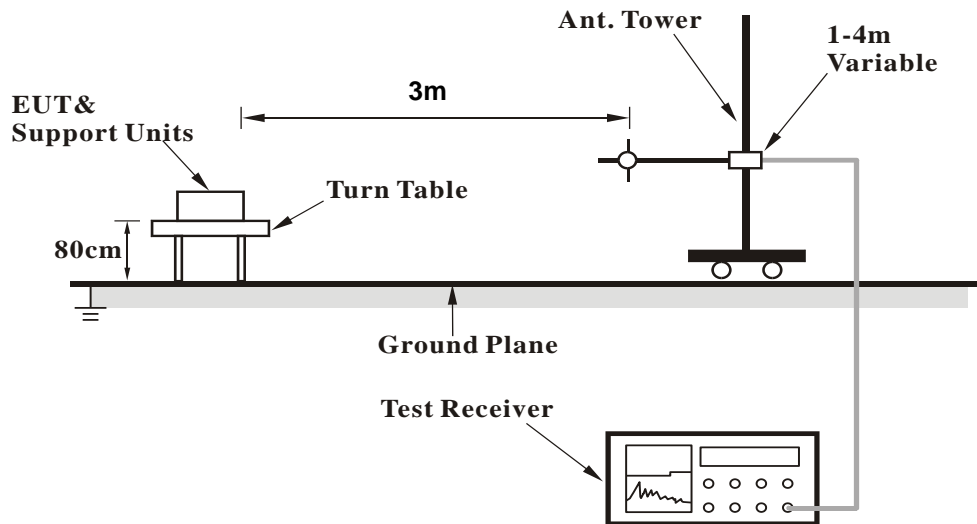 Ant. Tower
1-4m
Variable
3m
EUT&
Support Units
Turn Table
80cm
Ground Plane
Test Receiver